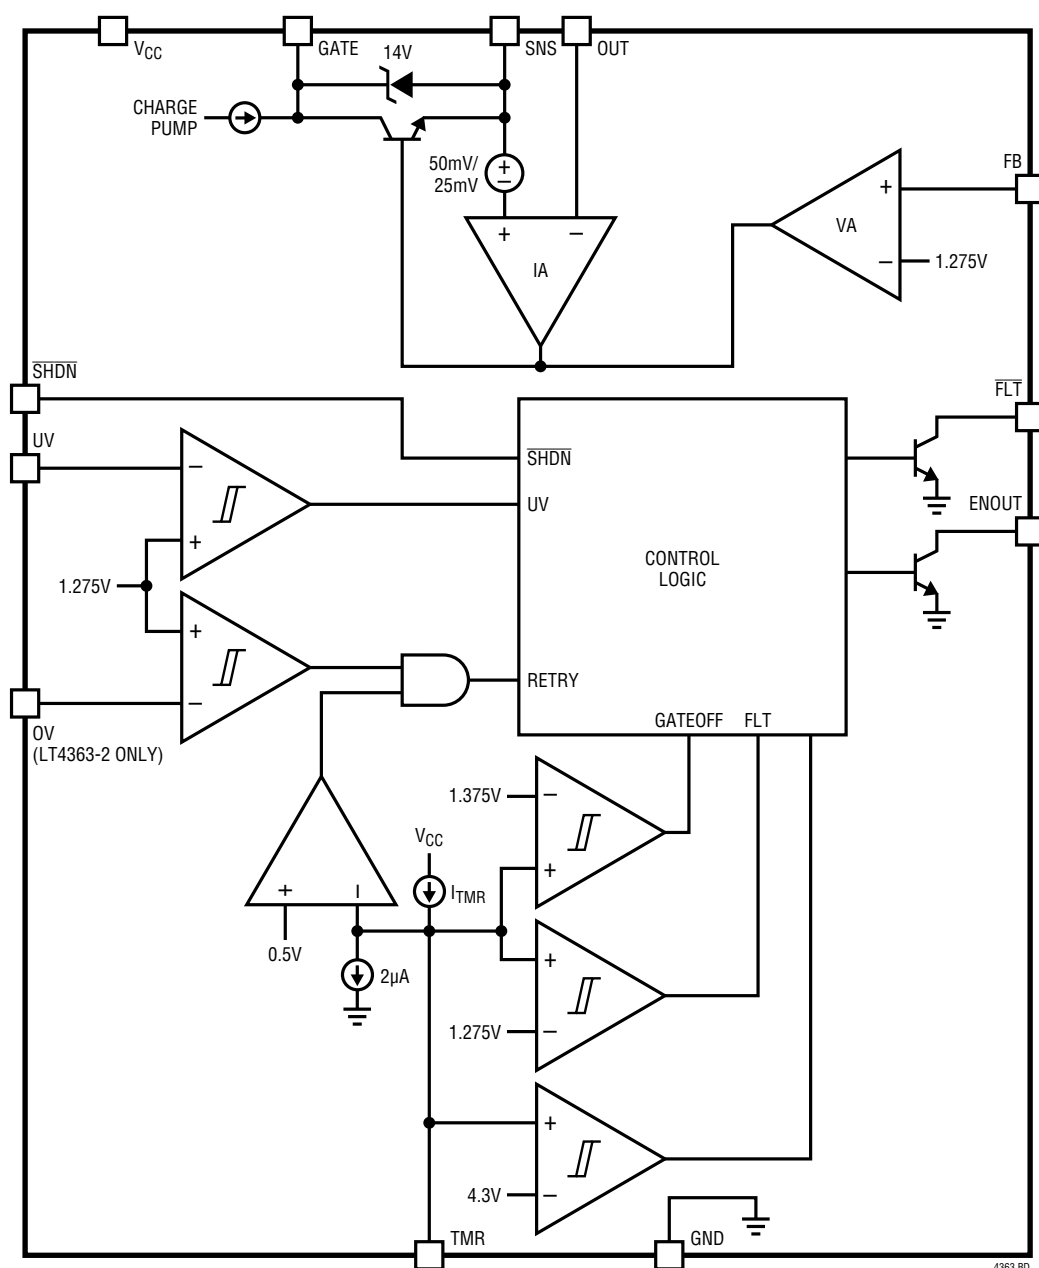 VCC
GATE
14V
SNS
OUT
CHARGE
PUMP
50mV/
25mV
+
−
+
−
IA
FB
+
VA
−
1.275V
SHDN
FLT
UV
−
SHDN
UV
ENOUT
+
1.275V
CONTROL
LOGIC
+
RETRY
−
OV
(LT4363-2 ONLY)
GATEOFF
FLT
1.375V
−
VCC
+
ITMR
+
−
0.5V
2µA
+
1.275V
−
+
4.3V
−
TMR
GND
4363 BD